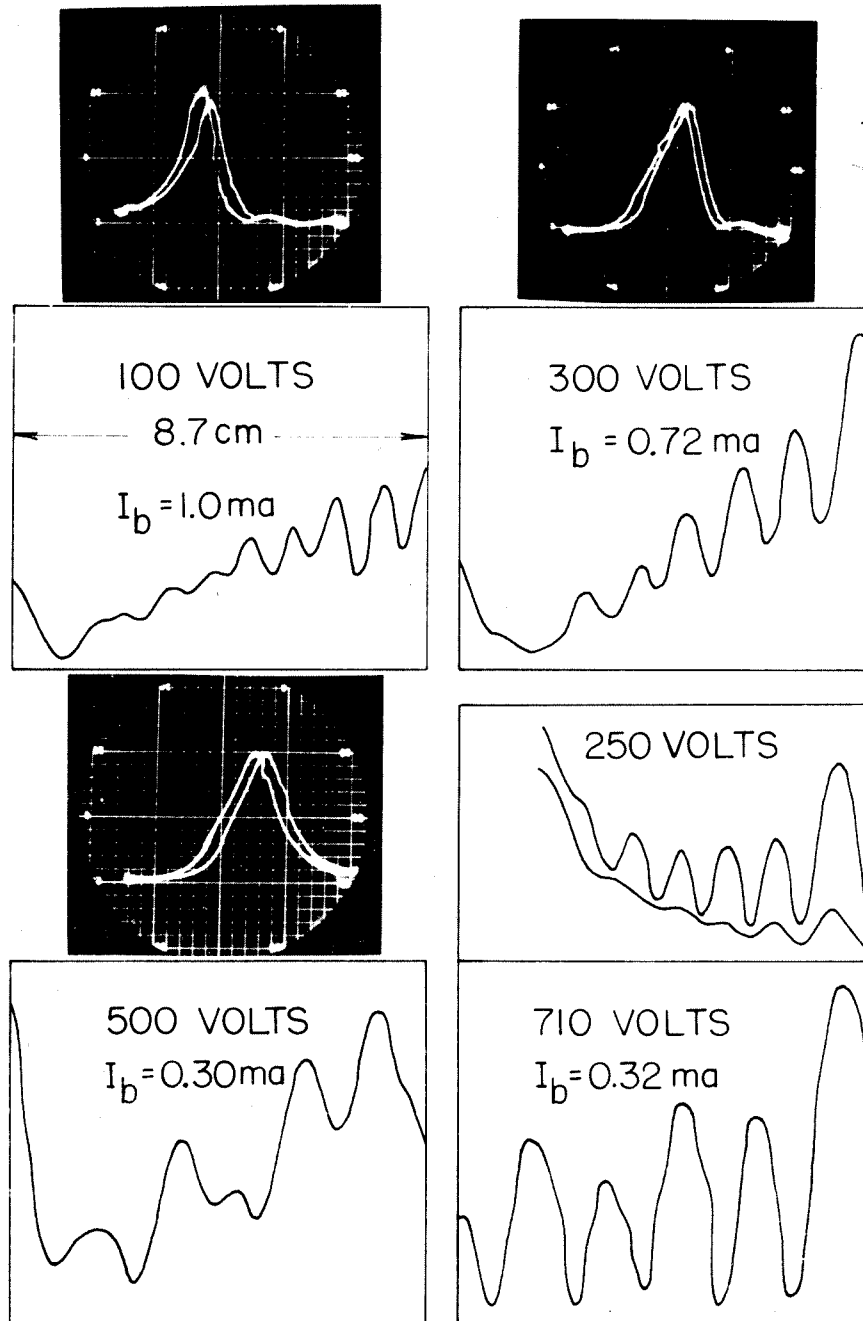 100 VOLTS
8.7 cm
I_b = 1.0 ma
300 VOLTS
I_b = 0.72 ma
250 VOLTS
500 VOLTS
I_b = 0.30 ma
710 VOLTS
I_b = 0.32 ma